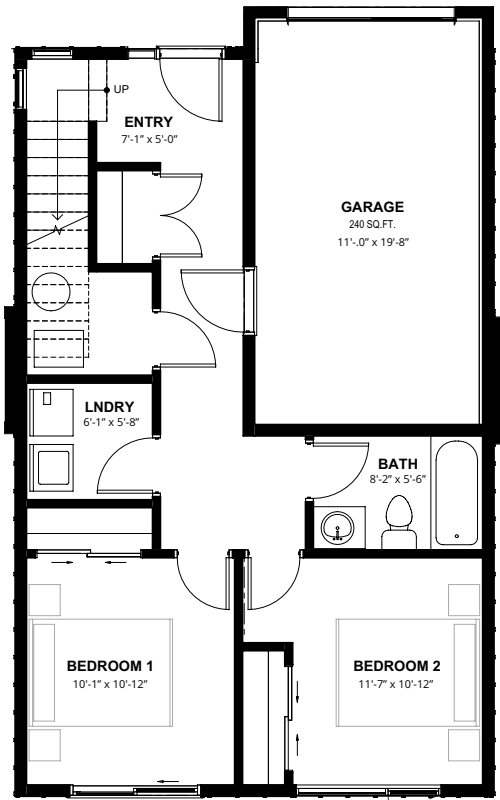 UP
ENTRY
7'-1" x 5'-0"
GARAGE
240 SQ.FT.
11'-.0" x 19'-8"
LNDRY
6'-1" x 5'-8"
BATH
8'-2" x 5'-6"
BEDROOM 1
10'-1" x 10'-12"
BEDROOM 2
11'-7" x 10'-12"